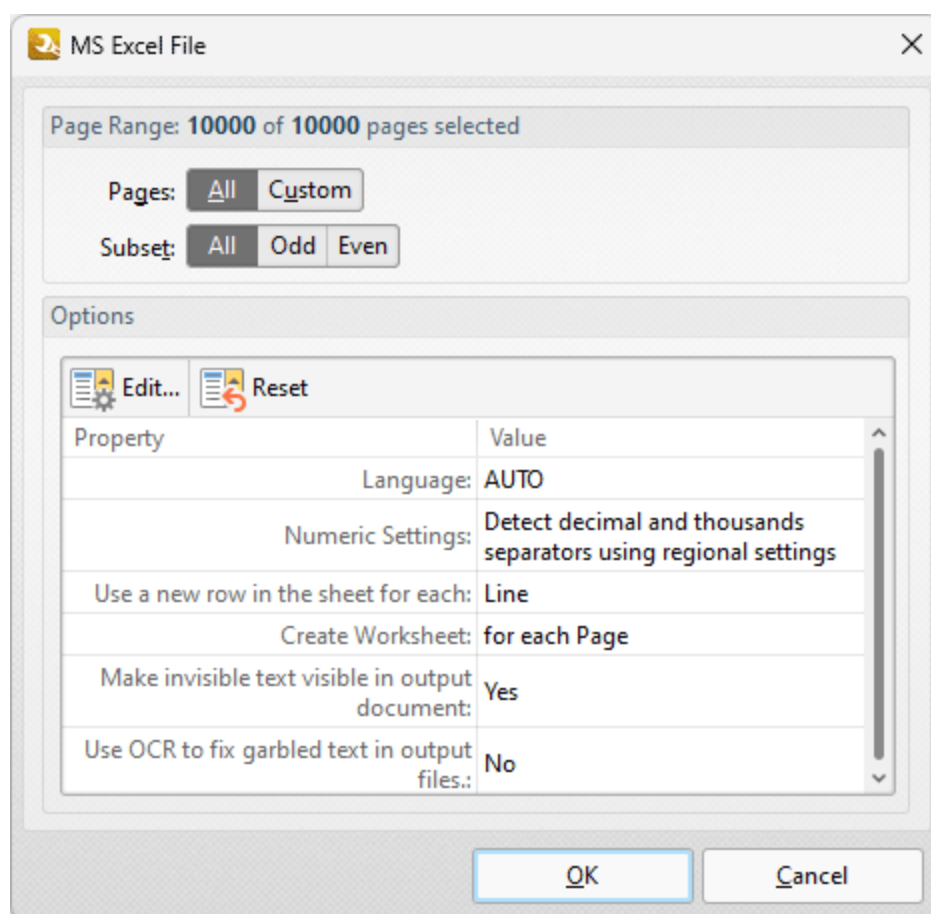 MS Excel File
Page Range: 10000 of 10000 pages selected
Pages: All Custom
Subset: All Odd Even
Options
Edit... Reset
Property Value
Language: AUTO
Numeric Settings: Detect decimal and thousands
separators using regional settings
Use a new row in the sheet for each: Line
Create Worksheet: for each Page
Make invisible text visible in output
document: Yes
Use OCR to fix garbled text in output
files.: No
OK Cancel